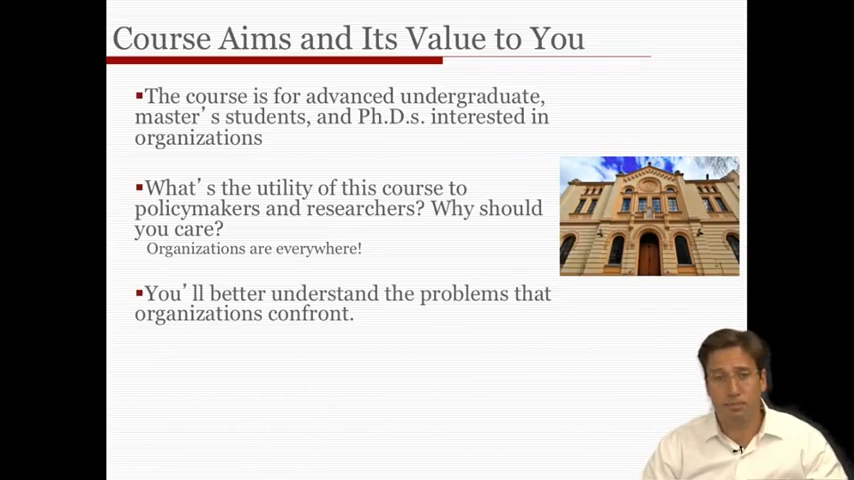 Course Aims and Its Value to You
▪The course is for advanced undergraduate,
master’s students, and Ph.D.s. interested in
organizations
▪What’s the utility of this course to
policymakers and researchers? Why should
you care?
Organizations are everywhere!
▪You’ll better understand the problems that
organizations confront.